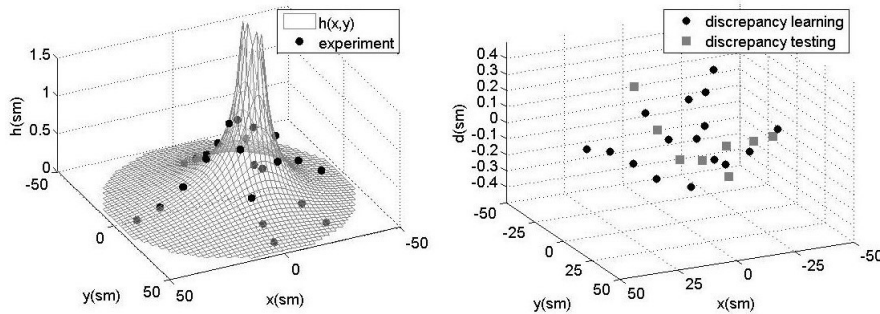 h(x,y)
experiment
1.5
1
0.5
0
-50
0
50
50
0
-50
h(sm)
y(sm)
x(sm)
discrepancy learning
discrepancy testing
0.4
0.3
0.2
0.1
0
-0.1
-0.2
-0.3
-0.4
-50
-25
0
25
50
50
25
0
-25
-50
d(sm)
y(sm)
x(sm)